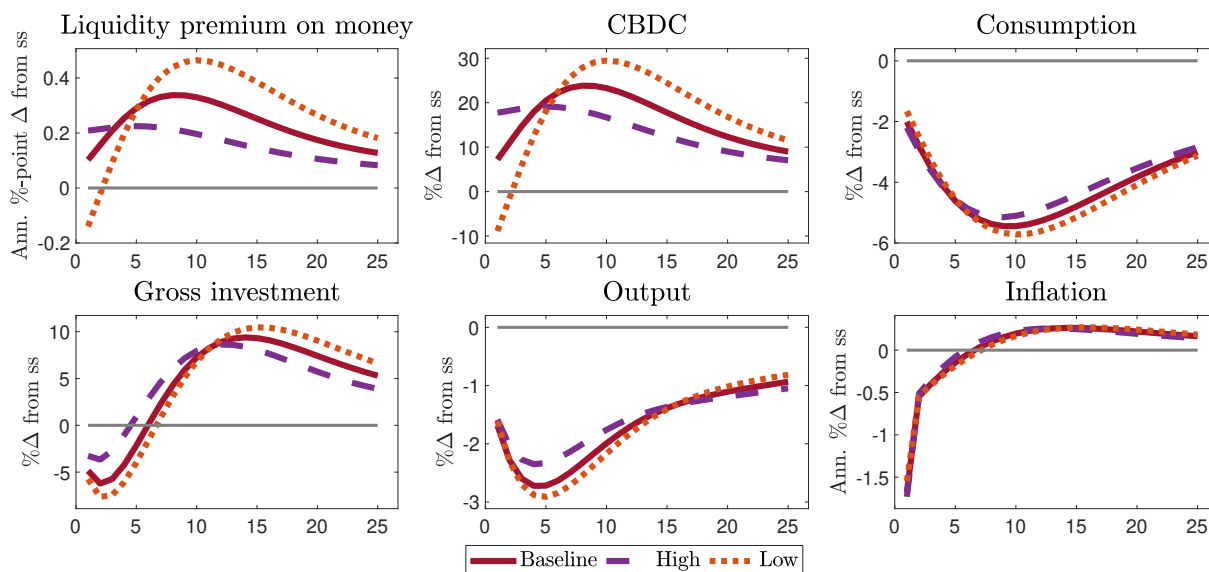 Liquidity premium on money
CBDC
Consumption
Ann. %-point Δ from ss
0.4
0.2
0
-0.2
0 5 10 15 20 25
%Δ from ss
30
20
10
0
-10
0 5 10 15 20 25
%Δ from ss
0
-2
-4
-6
0 5 10 15 20 25
Gross investment
Output
Inflation
%Δ from ss
10
5
0
-5
0 5 10 15 20 25
%Δ from ss
0
-1
-2
-3
0 5 10 15 20 25
Ann. %Δ from ss
0
-0.5
-1
-1.5
0 5 10 15 20 25
Baseline High Low